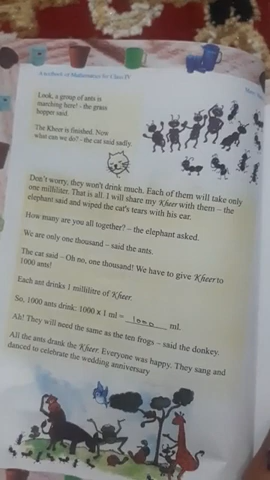 A textbook of Mathematics for Class IV
Look, a group of ants is
marching here! - the grass
hopper said.
The Kheer is finished. Now
what can we do? - the cat said sadly.
Don't worry, they won't drink much. Each of them will take only
one milliliter. That is all. I will share my Kheer with them – the
elephant said and wiped the cat's tears with his ear.
How many are you all together? – the elephant asked.
We are only one thousand – said the ants.
The cat said – Oh no, one thousand! We have to give Kheer to
1000 ants!
Each ant drinks 1 millilitre of Kheer.
So, 1000 ants drink: 1000 x 1 ml = 1000 ml.
Ah! They will need the same as the ten frogs – said the donkey.
All the ants drank the Kheer. Everyone was happy. They sang and
danced to celebrate the wedding anniversary